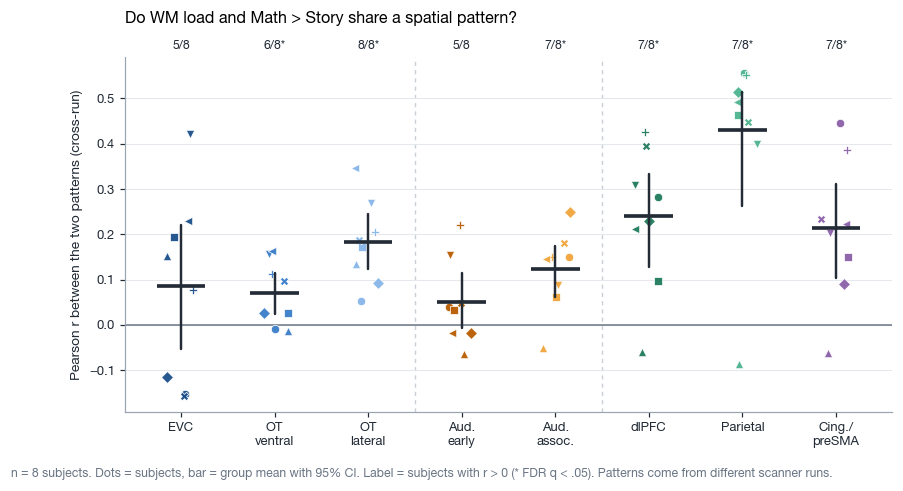 Do WM load and Math > Story share a spatial pattern?
5/8 6/8* 8/8* 5/8 7/8* 7/8* 7/8* 7/8*
Pearson r between the two patterns (cross-run)
0.5
0.4
0.3
0.2
0.1
0.0
−0.1
EVC OT Aud. Aud. dlPFC Parietal Cing./
ventral lateral early assoc. preSMA
n = 8 subjects. Dots = subjects, bar = group mean with 95% CI. Label = subjects with r > 0 (* FDR q < .05). Patterns come from different scanner runs.